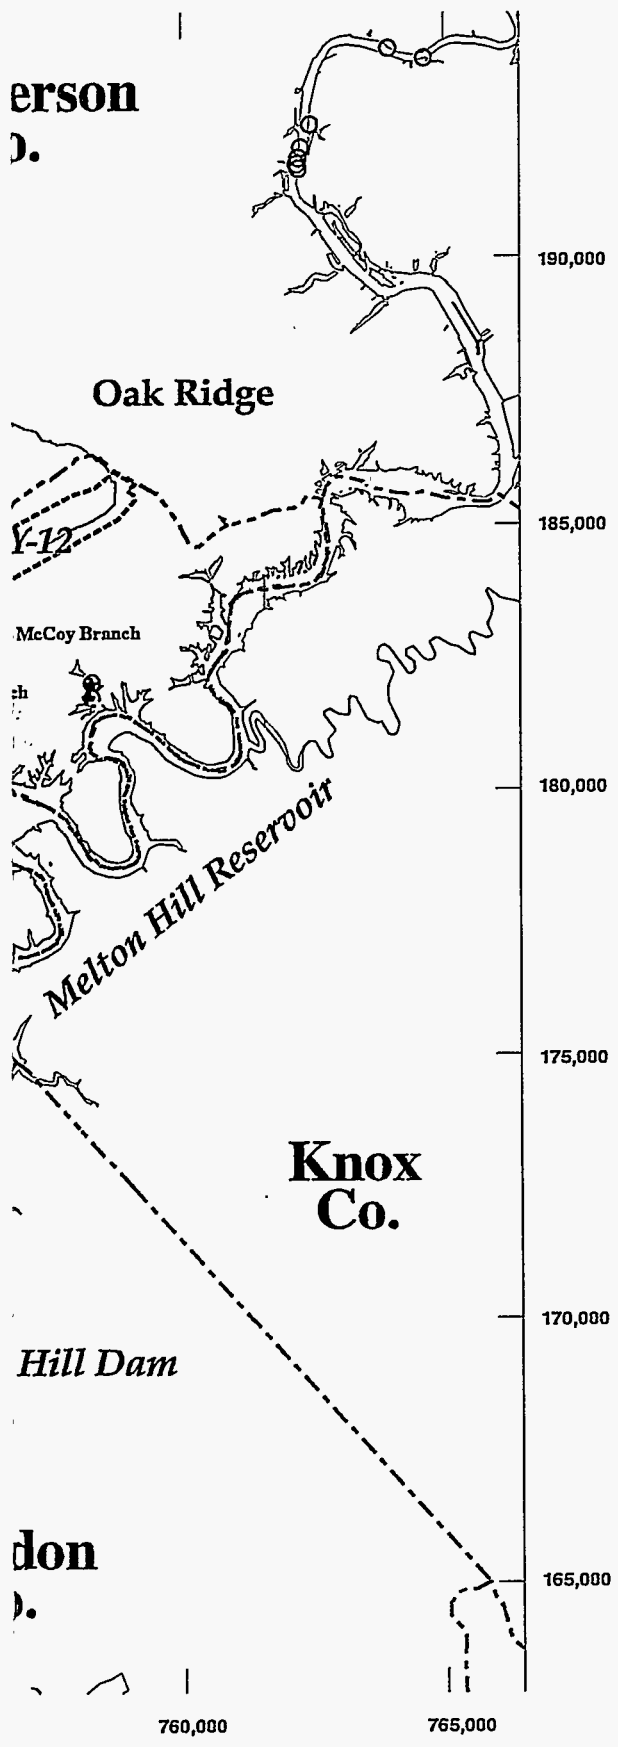 erson
o.
190,000
Oak Ridge
185,000
Y-12
McCoy Branch
ch
180,000
Melton Hill Reservoir
175,000
Knox
Co.
170,000
Hill Dam
don
165,000
760,000
765,000